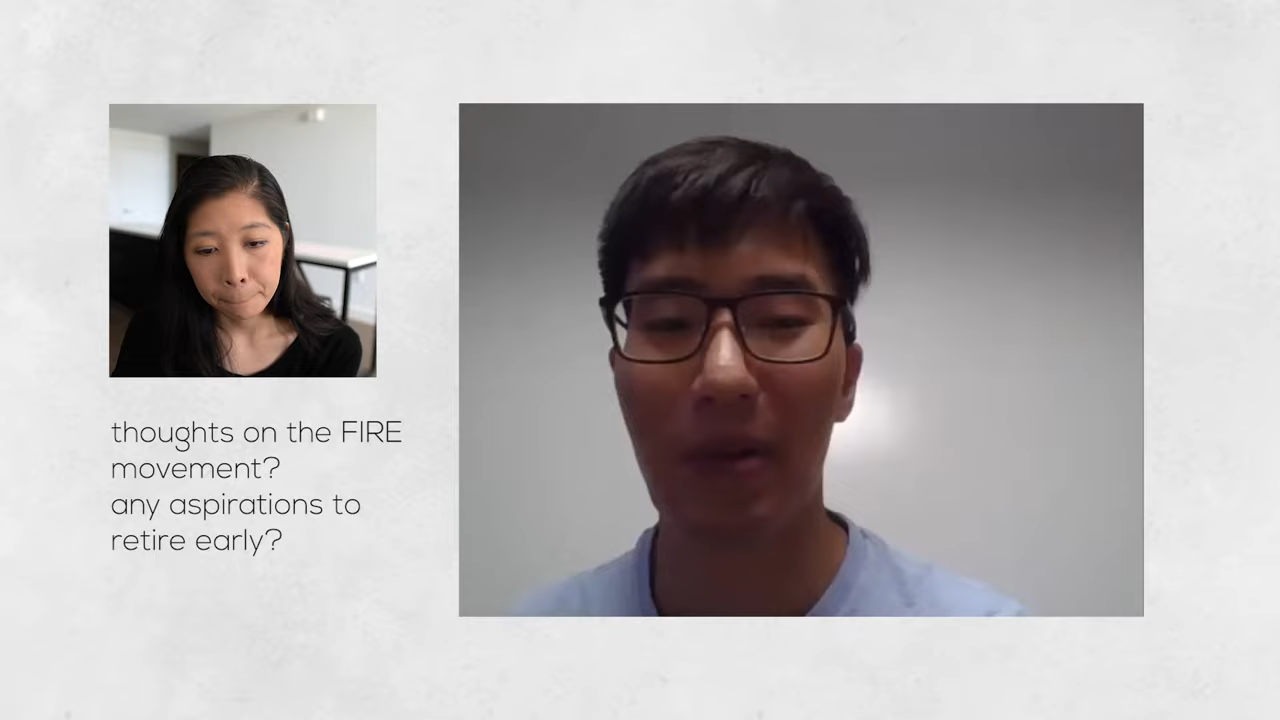 thoughts on the FIRE
movement?
any aspirations to
retire early?